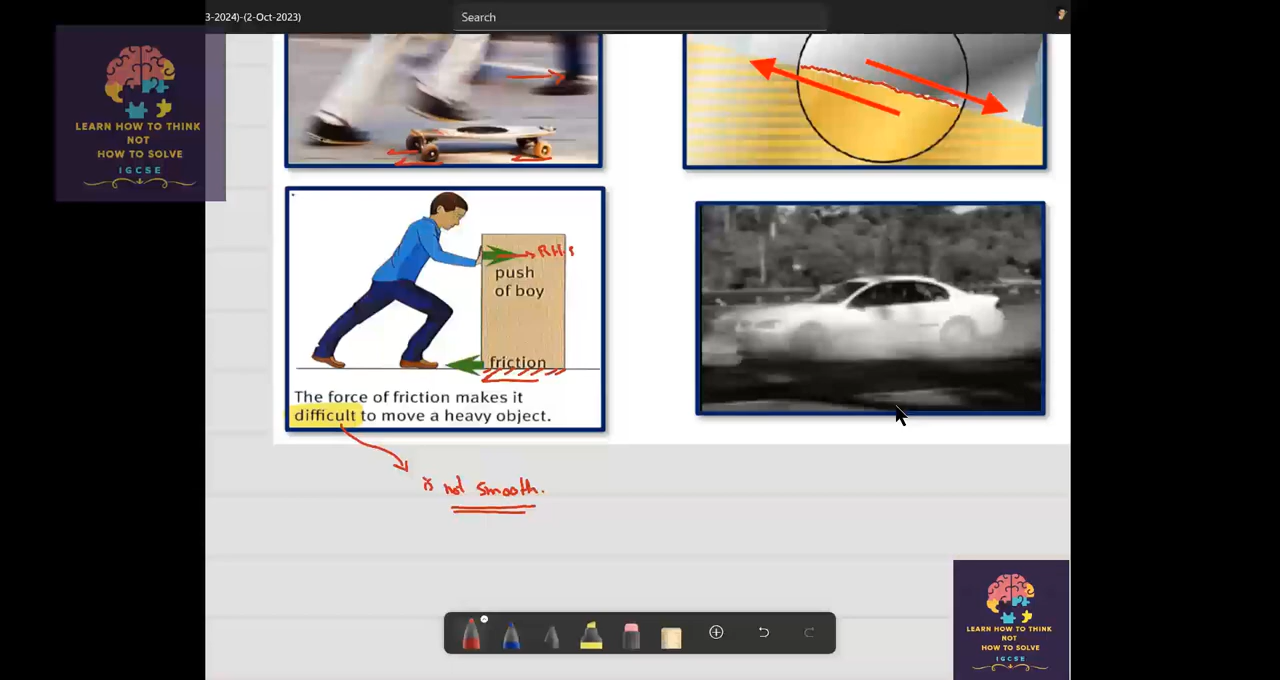 3-2024)-(2-Oct-2023)
Search
LEARN HOW TO THINK
NOT
HOW TO SOLVE
IGCSE
R.H.S
push
of boy
friction
The force of friction makes it
difficult to move a heavy object.
is not smooth.
LEARN HOW TO THINK
NOT
HOW TO SOLVE
IGCSE